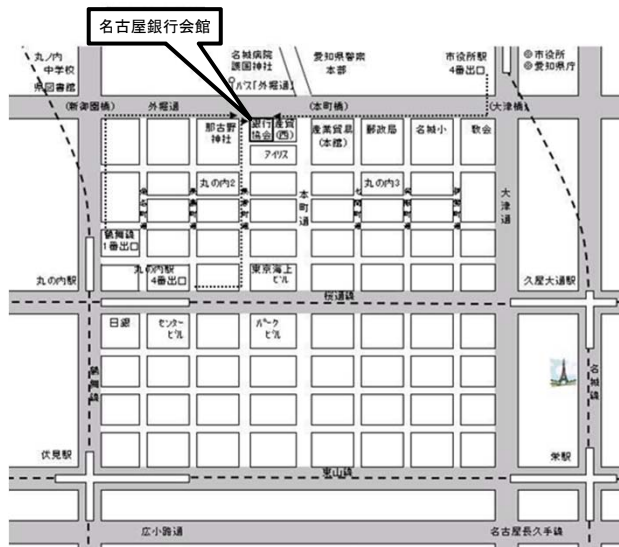 名古屋銀行会館
丸ノ内
中学校
県図書館
名城病院
護国神社
バス「外堀通」
愛知県警察
本部
市役所駅
4番出口
◎市役所
◎愛知県庁
(新御園橋)
外堀通
(本町橋)
(大津橋)
那古野
神社
銀行
協会
産貿
(西)
産業貿易
(本館)
郵政局
名城小
教会
アイリス
丸の内2
丸の内3
本町通
大津通
鶴舞線
1番出口
丸の内駅
丸の内駅
4番出口
東京海上
ビル
久屋大通駅
桜通線
日銀
センター
ビル
パーク
ビル
鶴舞線
名城線
伏見駅
栄駅
東山線
広小路通
名古屋長久手線